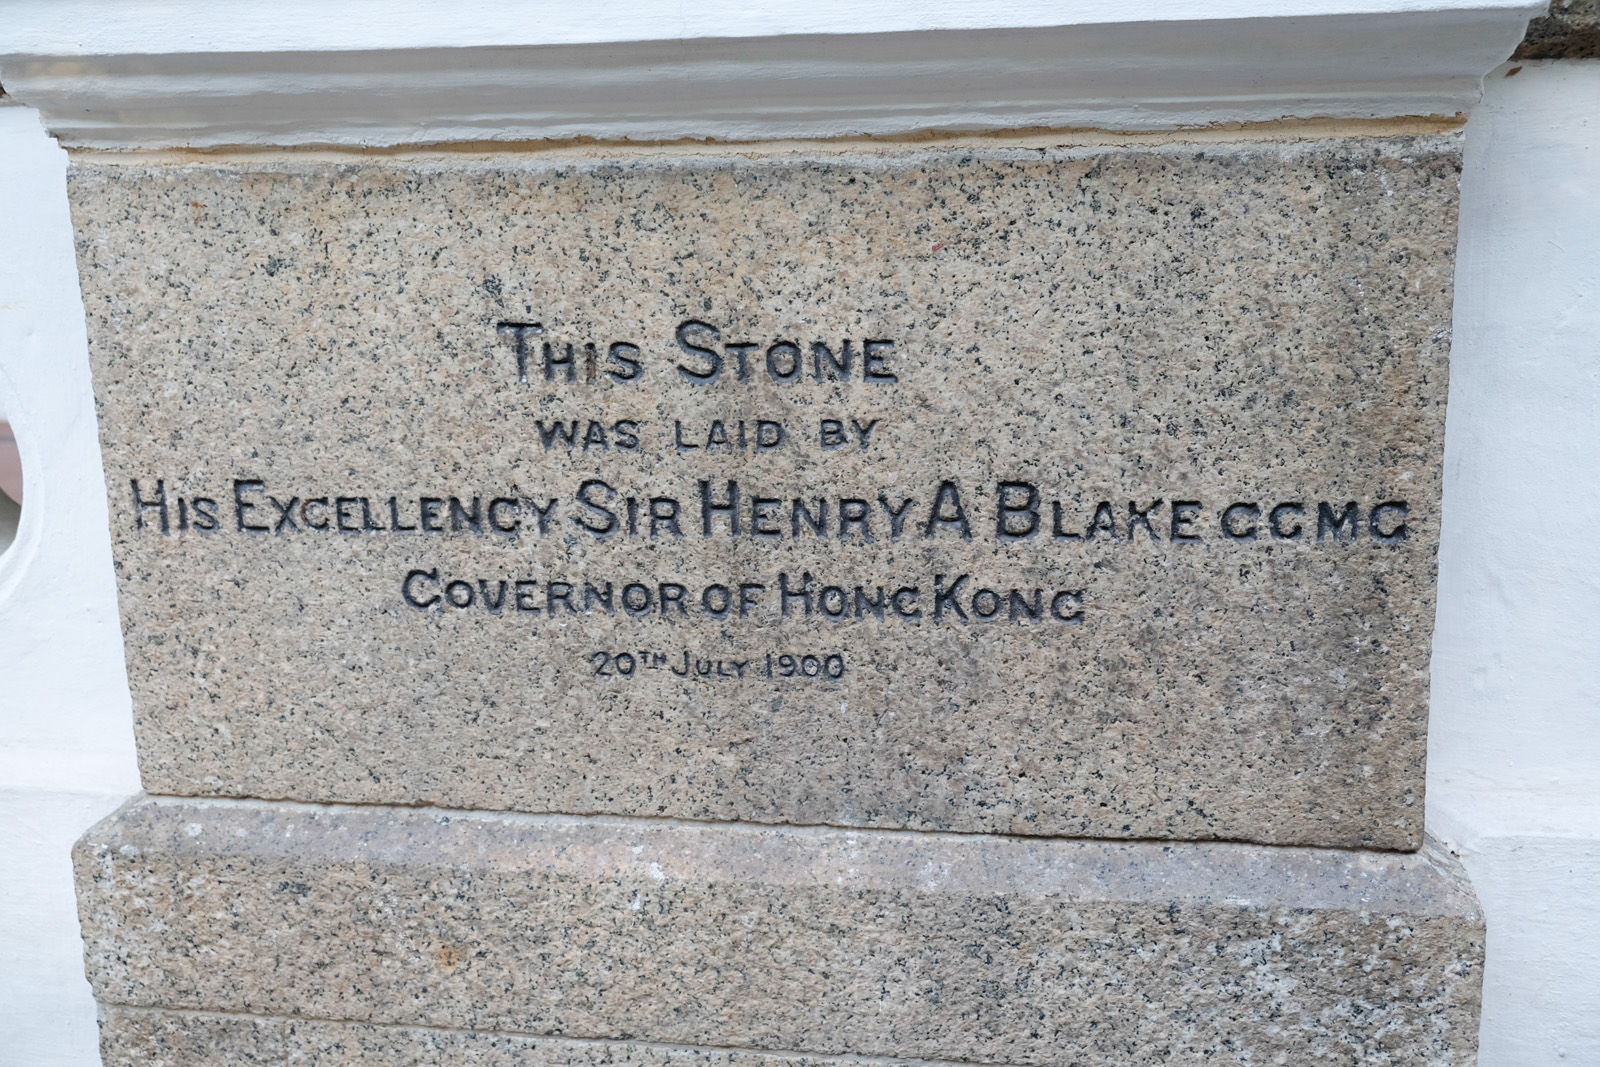 This Stone
was laid by
His Excellency Sir Henry A Blake GCMG
Governor of Hong Kong
20th July 1900